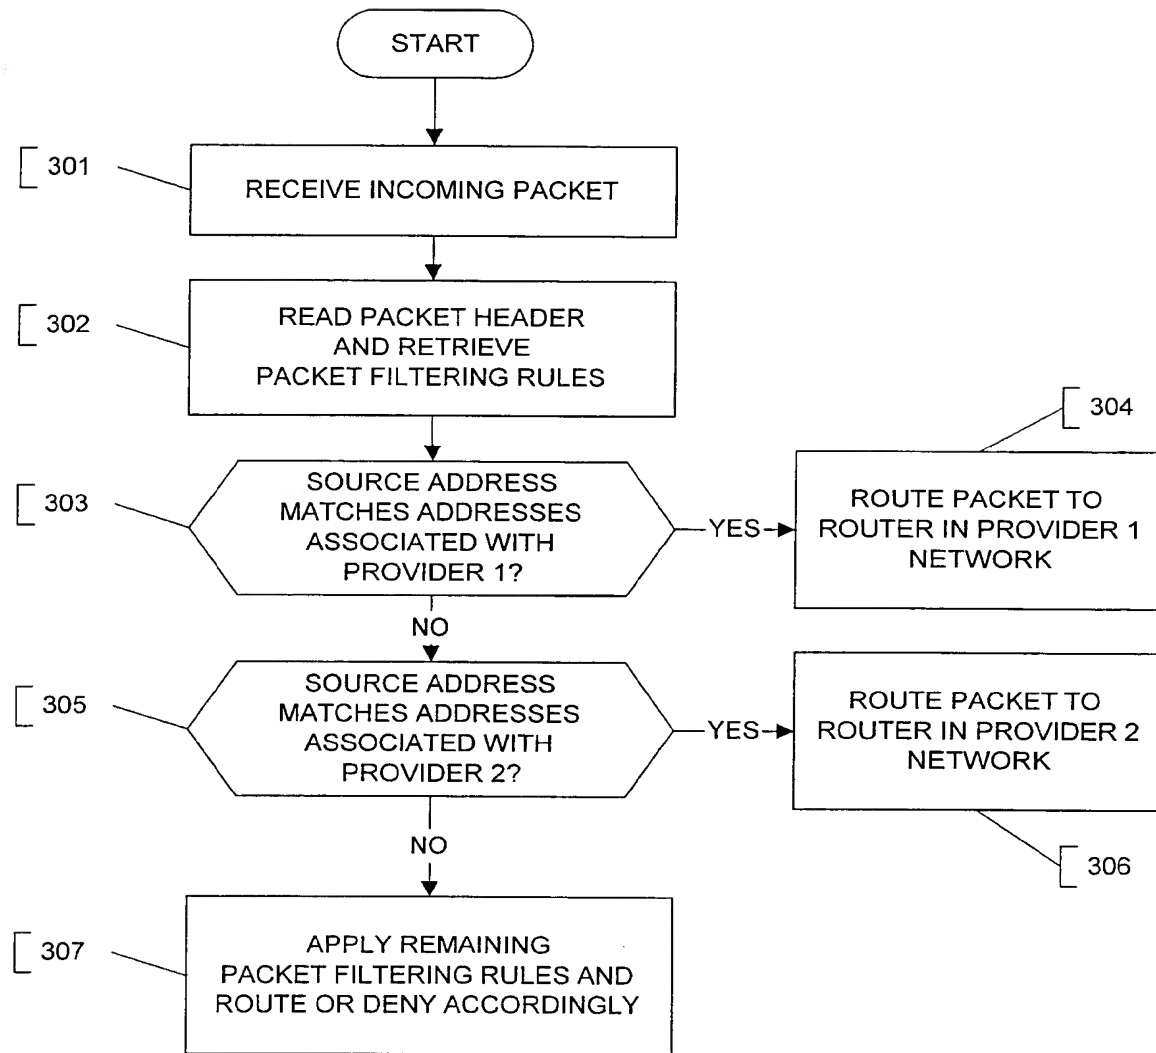 START
301
RECEIVE INCOMING PACKET
302
READ PACKET HEADER
AND RETRIEVE
PACKET FILTERING RULES
304
303
SOURCE ADDRESS
MATCHES ADDRESSES
ASSOCIATED WITH
PROVIDER 1?
YES
ROUTE PACKET TO
ROUTER IN PROVIDER 1
NETWORK
NO
305
SOURCE ADDRESS
MATCHES ADDRESSES
ASSOCIATED WITH
PROVIDER 2?
YES
ROUTE PACKET TO
ROUTER IN PROVIDER 2
NETWORK
NO
306
307
APPLY REMAINING
PACKET FILTERING RULES AND
ROUTE OR DENY ACCORDINGLY